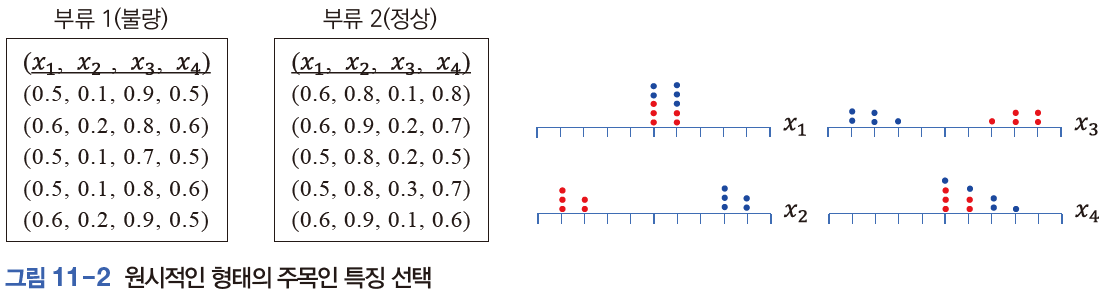 부류 1(불량)
(x₁, x₂ , x₃, x₄)
(0.5, 0.1, 0.9, 0.5)
(0.6, 0.2, 0.8, 0.6)
(0.5, 0.1, 0.7, 0.5)
(0.5, 0.1, 0.8, 0.6)
(0.6, 0.2, 0.9, 0.5)
부류 2(정상)
(x₁, x₂, x₃, x₄)
(0.6, 0.8, 0.1, 0.8)
(0.6, 0.9, 0.2, 0.7)
(0.5, 0.8, 0.2, 0.5)
(0.5, 0.8, 0.3, 0.7)
(0.6, 0.9, 0.1, 0.6)
x₁
x₃
x₂
x₄
그림 11-2 원시적인 형태의 주목인 특징 선택